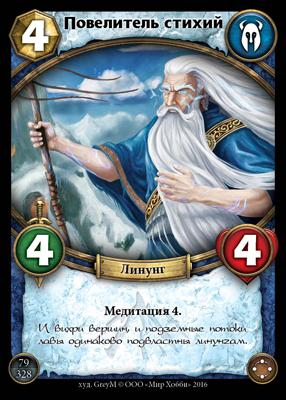 4
Повелитель стихий
4
Линунг
4
Медитация 4.
И вихри вершин, и подземные потоки
лавы одинаково подвластны линунгам.
79
328
худ. GreyM © ООО «Мир Хобби» 2016